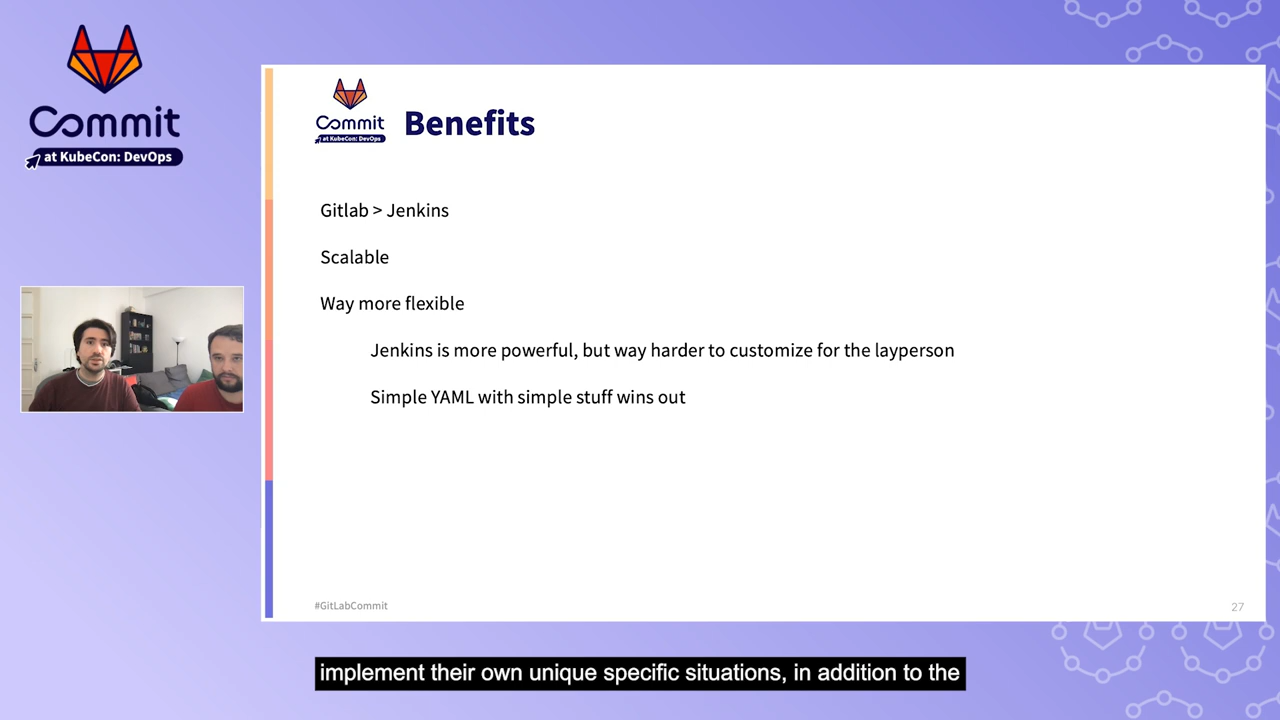 Commit
at KubeCon: DevOps
Commit
at KubeCon: DevOps
Benefits
Gitlab > Jenkins
Scalable
Way more flexible
Jenkins is more powerful, but way harder to customize for the layperson
Simple YAML with simple stuff wins out
#GitLabCommit
27
implement their own unique specific situations, in addition to the